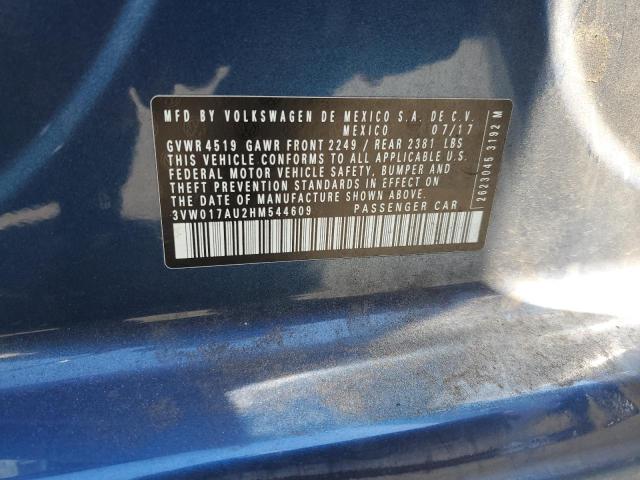 MFD BY VOLKSWAGEN DE MEXICO S.A. DE C.V.
MEXICO 07/17
GVWR 4519 GAWR FRONT 2249 / REAR 2381 LBS
THIS VEHICLE CONFORMS TO ALL APPLICABLE U.S.
FEDERAL MOTOR VEHICLE SAFETY, BUMPER AND
THEFT PREVENTION STANDARDS IN EFFECT ON
THE DATE OF MANUFACTURE SHOWN ABOVE.
3VW017AU2HM544609 PASSENGER CAR
2623045 3192 M